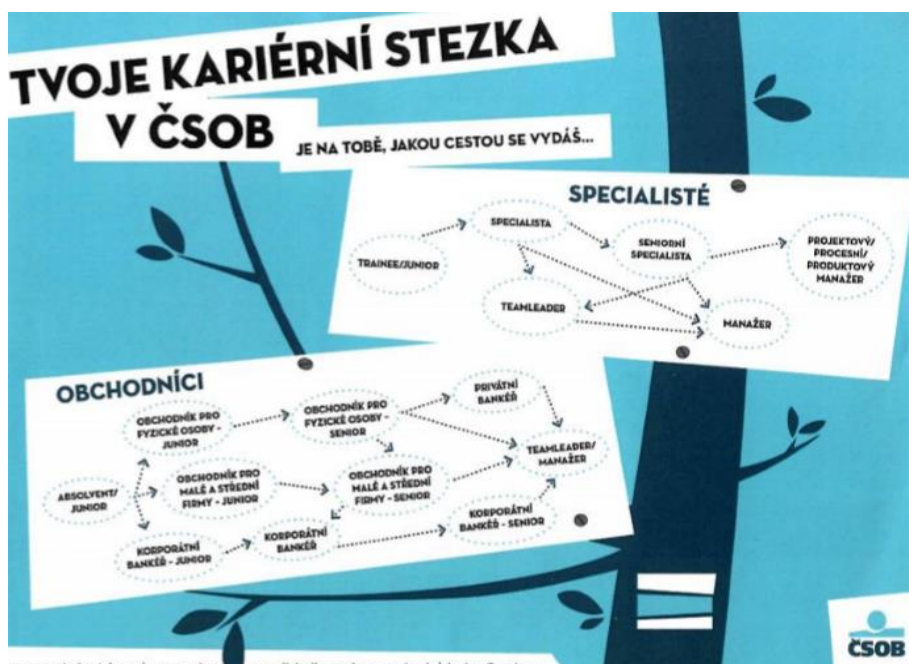 TVOJE KARIÉRNÍ STEZKA
V ČSOB
JE NA TOBĚ, JAKOU CESTOU SE VYDÁŠ...
SPECIALISTÉ
TRAINEE/JUNIOR
SPECIALISTA
SENIORNÍ
SPECIALISTA
PROJEKTOVÝ/
PROCESNÍ/
PRODUKTOVÝ
MANAŽER
TEAMLEADER
MANAŽER
OBCHODNÍCI
ABSOLVENT/
JUNIOR
OBCHODNÍK PRO
FYZICKÉ OSOBY -
JUNIOR
OBCHODNÍK PRO
FYZICKÉ OSOBY -
SENIOR
PRIVÁTNÍ
BANKÉŘ
OBCHODNÍK PRO
MALÉ A STŘEDNÍ
FIRMY - JUNIOR
OBCHODNÍK PRO
MALÉ A STŘEDNÍ
FIRMY - SENIOR
TEAMLEADER/
MANAŽER
KORPORÁTNÍ
BANKÉŘ - JUNIOR
KORPORÁTNÍ
BANKÉŘ
KORPORÁTNÍ
BANKÉŘ - SENIOR
ČSOB